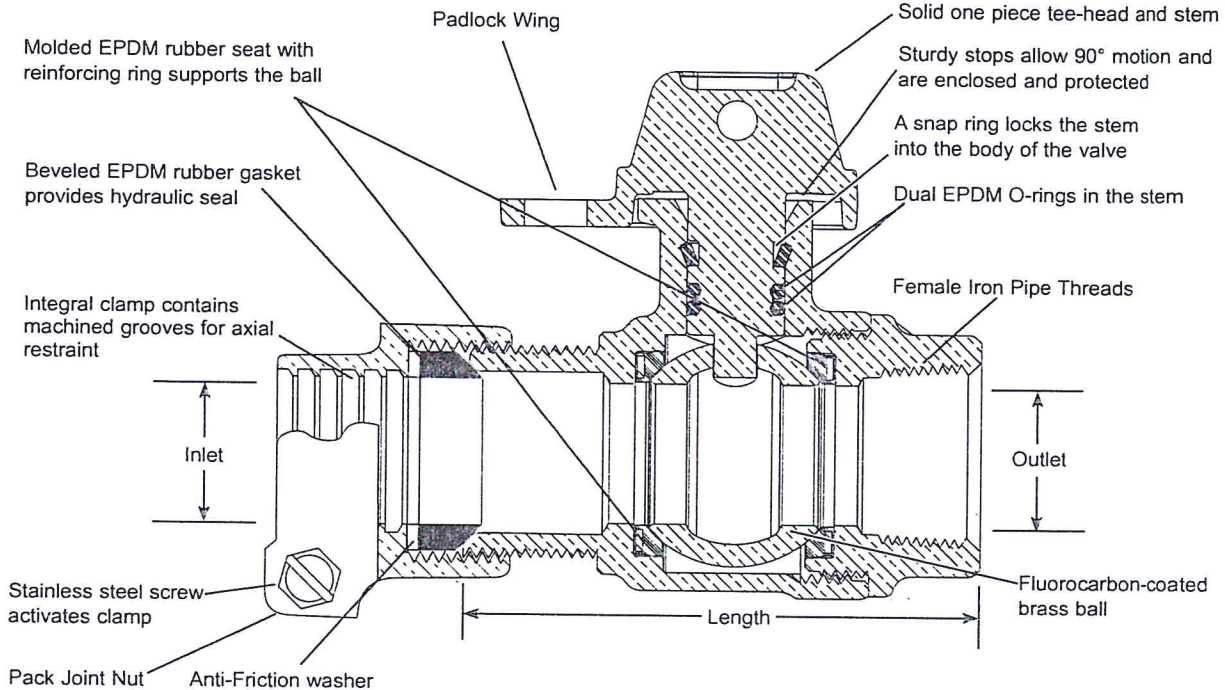 Padlock Wing
Solid one piece tee-head and stem
Molded EPDM rubber seat with
reinforcing ring supports the ball
Sturdy stops allow 90° motion and
are enclosed and protected
A snap ring locks the stem
into the body of the valve
Beveled EPDM rubber gasket
provides hydraulic seal
Dual EPDM O-rings in the stem
Female Iron Pipe Threads
Integral clamp contains
machined grooves for axial
restraint
Inlet
Outlet
Stainless steel screw
activates clamp
Fluorocarbon-coated
brass ball
Length
Pack Joint Nut
Anti-Friction washer